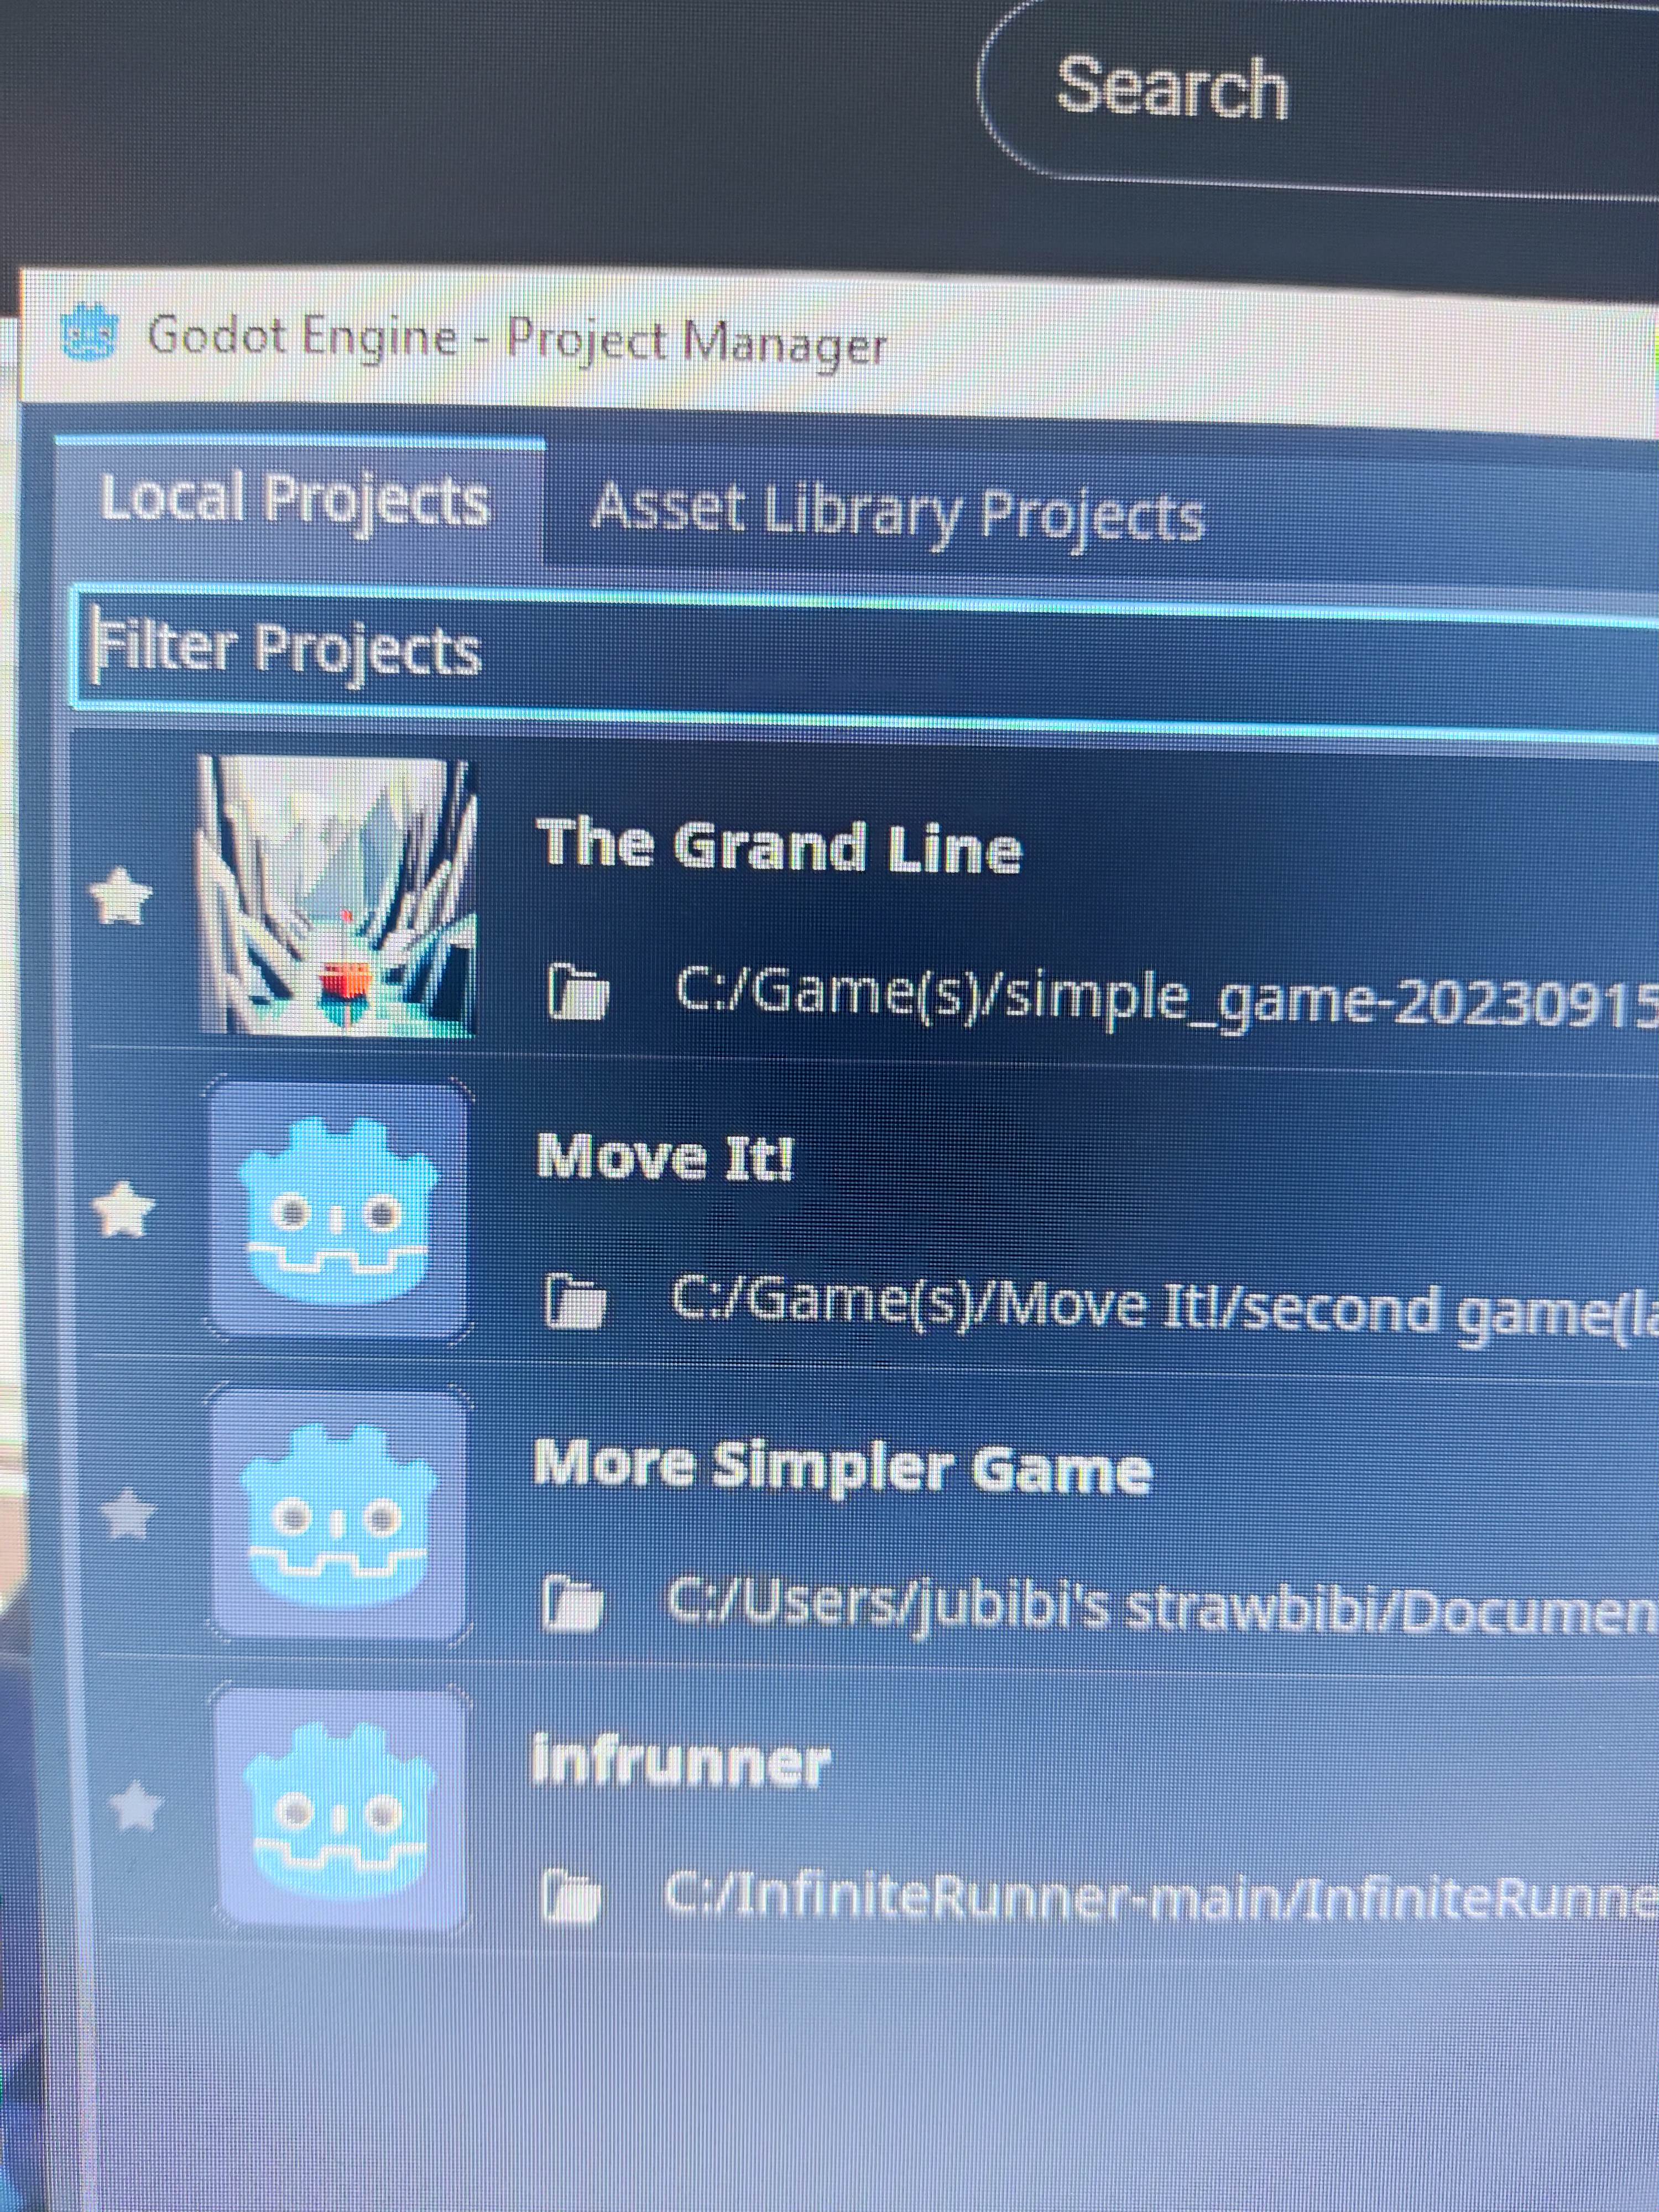 Search
Godot Engine - Project Manager
Local Projects Asset Library Projects
Filter Projects
The Grand Line
C:/Game(s)/simple_game-20230915
Move It!
C:/Game(s)/Move It!/second game(la
More Simpler Game
C:/Users/jubibi's strawbibi/Documen
infrunner
C:/InfiniteRunner-main/InfiniteRunne